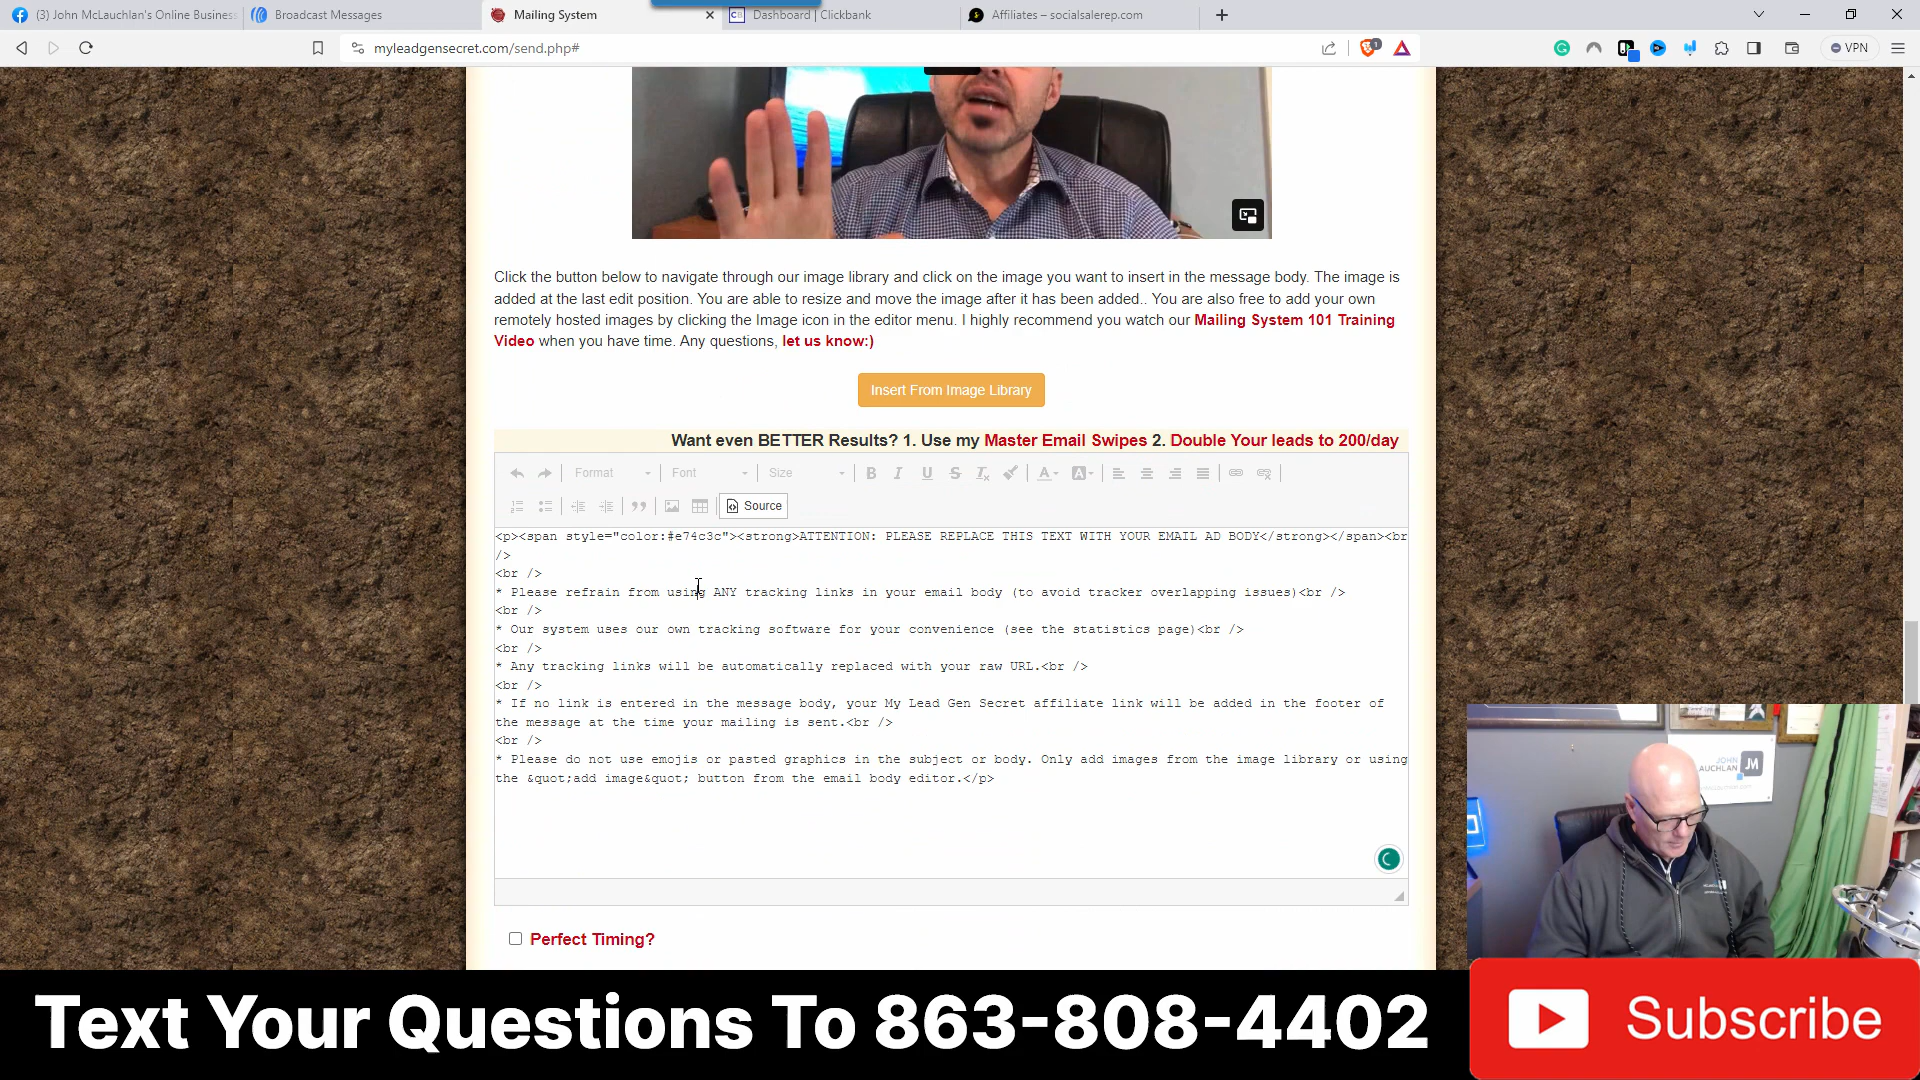 (3) John McLauchlan's Online Business
Broadcast Messages
Mailing System
Dashboard | Clickbank
Affiliates – socialsalerep.com
myleadgensecret.com/send.php#
1
VPN
Click the button below to navigate through our image library and click on the image you want to insert in the message body. The image is
added at the last edit position. You are able to resize and move the image after it has been added.. You are also free to add your own
remotely hosted images by clicking the Image icon in the editor menu. I highly recommend you watch our Mailing System 101 Training
Video when you have time. Any questions, let us know:)
Insert From Image Library
Want even BETTER Results? 1. Use my Master Email Swipes 2. Double Your leads to 200/day
Format Font Size
Source
<p><span style="color:#e74c3c"><strong>ATTENTION: PLEASE REPLACE THIS TEXT WITH YOUR EMAIL AD BODY</strong></span><br
/>
<br />
* Please refrain from using ANY tracking links in your email body (to avoid tracker overlapping issues)<br />
<br />
* Our system uses our own tracking software for your convenience (see the statistics page)<br />
<br />
* Any tracking links will be automatically replaced with your raw URL.<br />
<br />
* If no link is entered in the message body, your My Lead Gen Secret affiliate link will be added in the footer of
the message at the time your mailing is sent.<br />
<br />
* Please do not use emojis or pasted graphics in the subject or body. Only add images from the image library or using
the &quot;add image&quot; button from the email body editor.</p>
Perfect Timing?
JOHN
AUCHLAN JM
Text Your Questions To 863-808-4402
Subscribe